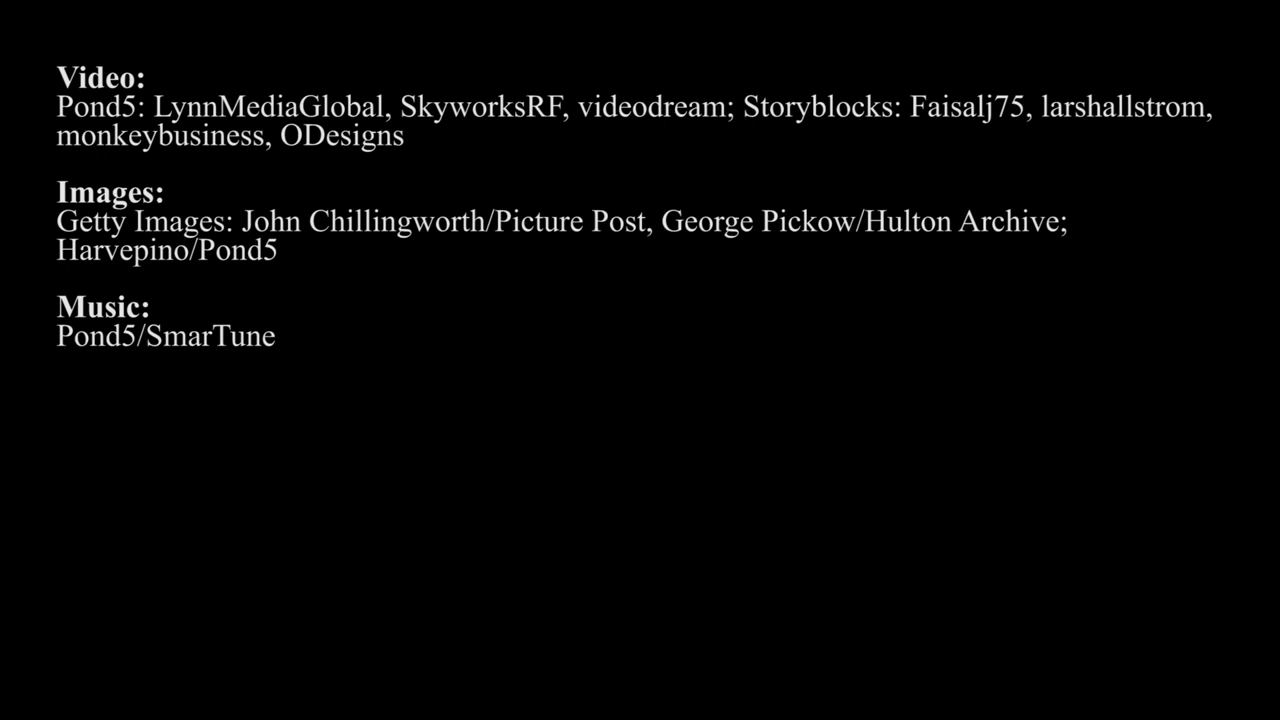 Video:
Pond5: LynnMediaGlobal, SkyworksRF, videodream; Storyblocks: Faisalj75, larshallstrom,
monkeybusiness, ODesigns
Images:
Getty Images: John Chillingworth/Picture Post, George Pickow/Hulton Archive;
Harvepino/Pond5
Music:
Pond5/SmarTune